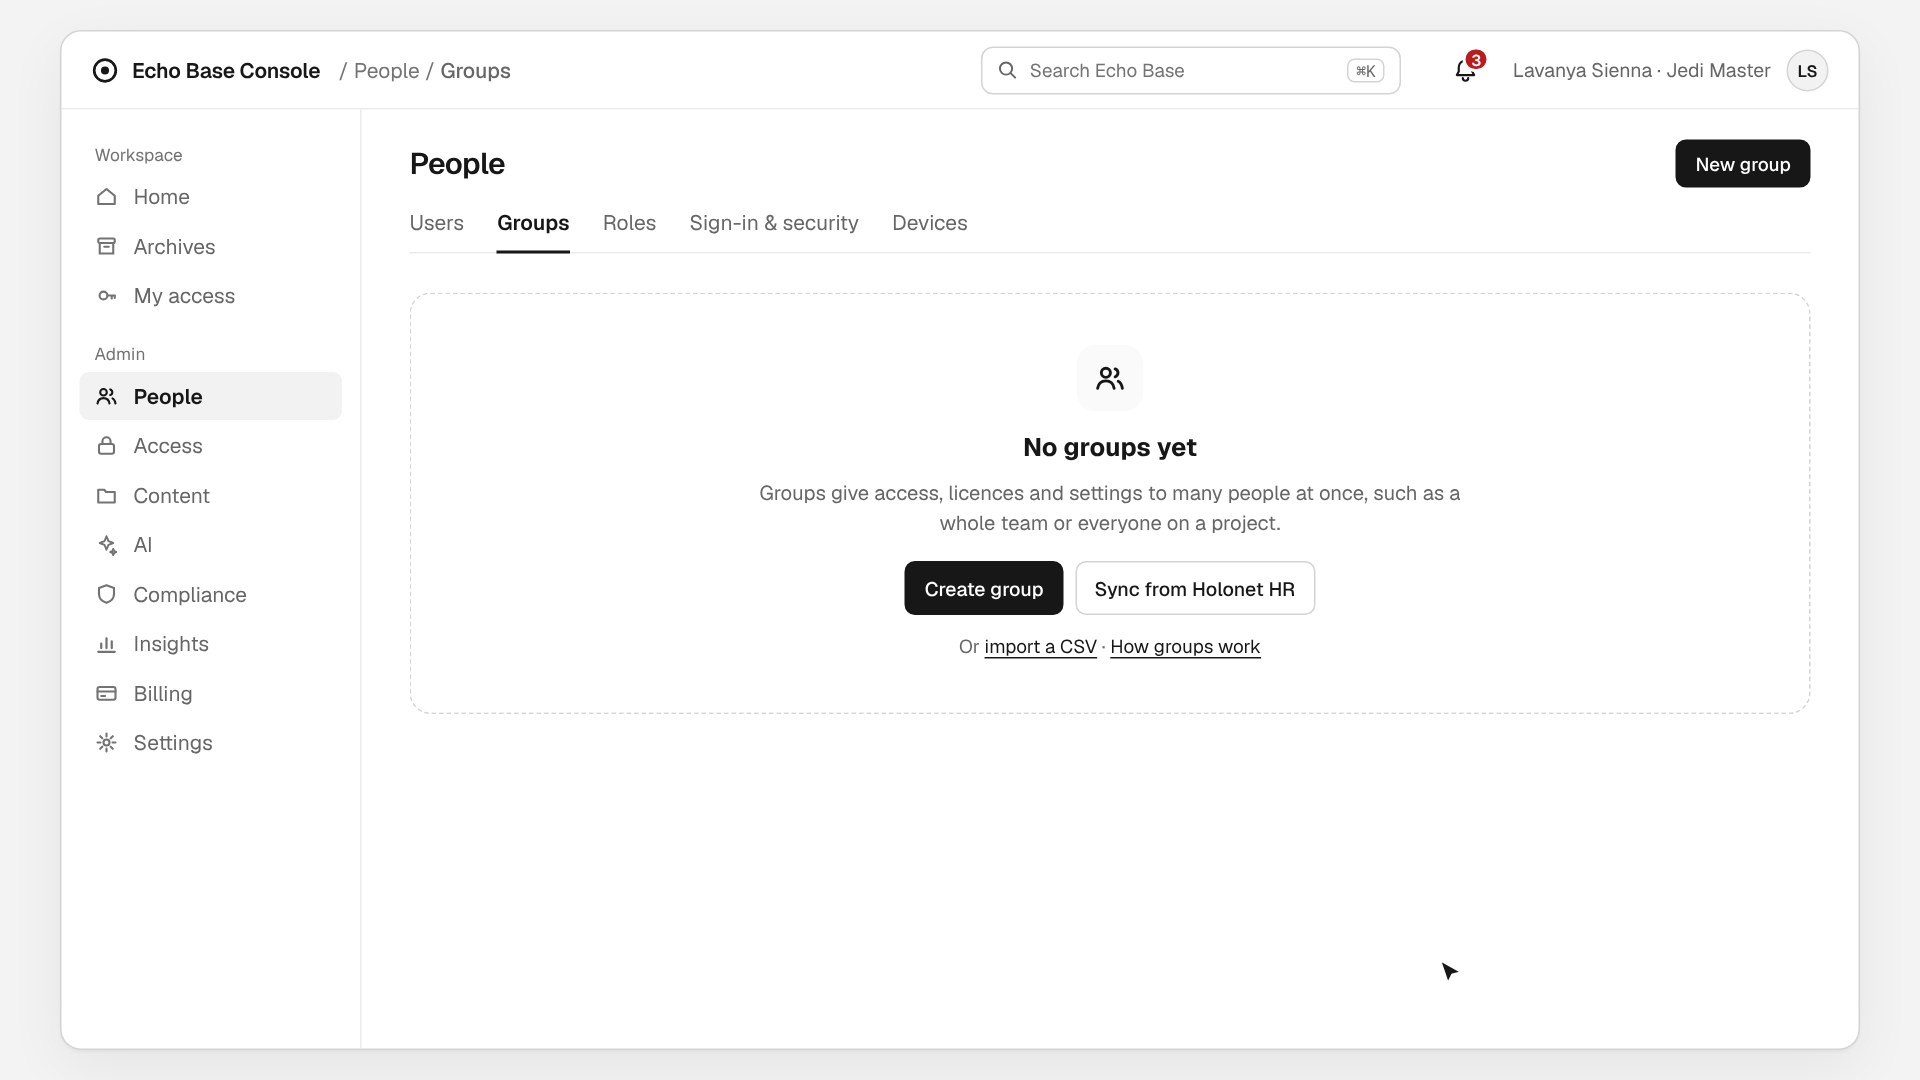 Echo Base Console / People / Groups
Search Echo Base ⌘K
3
Lavanya Sienna · Jedi Master LS
Workspace
Home
Archives
My access
Admin
People
Access
Content
AI
Compliance
Insights
Billing
Settings
People
New group
Users Groups Roles Sign-in & security Devices
No groups yet
Groups give access, licences and settings to many people at once, such as a
whole team or everyone on a project.
Create group Sync from Holonet HR
Or import a CSV · How groups work